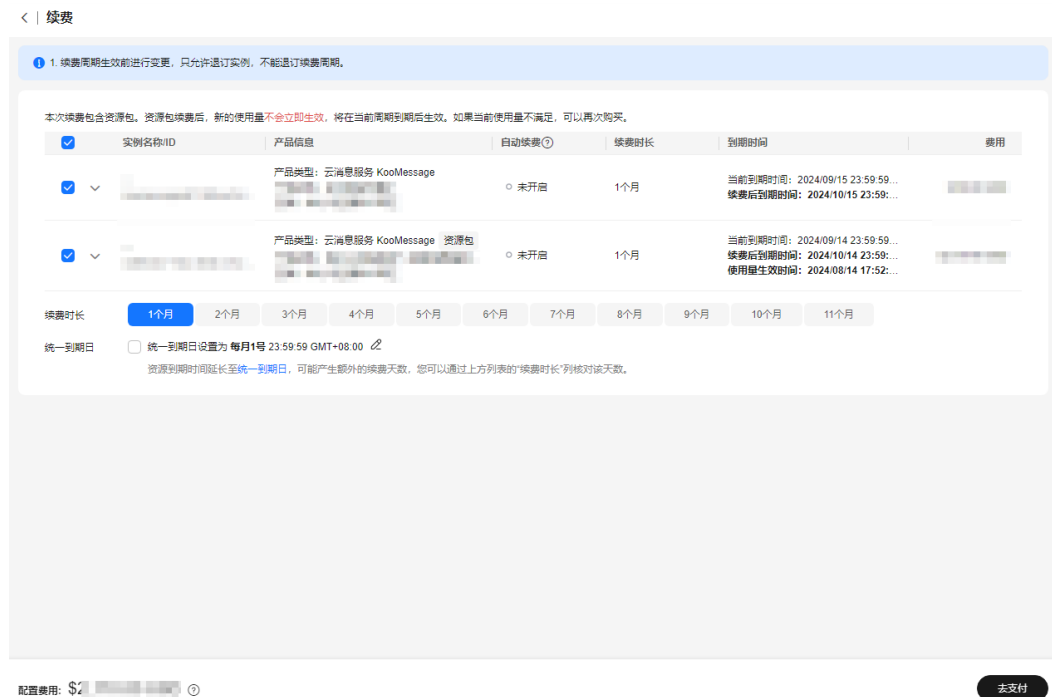 续费
1. 续费周期生效前进行变更，只允许退订实例，不能退订续费周期。
本次续费包含资源包。资源包续费后，新的使用量不会立即生效，将在当前周期到期后生效。如果当前使用量不满足，可以再次购买。
实例名称/ID 产品信息 自动续费 续费时长 到期时间 费用
产品类型：云消息服务 KooMessage
未开启 1个月
当前到期时间：2024/09/15 23:59:59...
续费后到期时间：2024/10/15 23:59:...
产品类型：云消息服务 KooMessage 资源包
未开启 1个月
当前到期时间：2024/09/14 23:59:59...
续费后到期时间：2024/10/14 23:59:...
使用量生效时间：2024/08/14 17:52:...
续费时长 1个月 2个月 3个月 4个月 5个月 6个月 7个月 8个月 9个月 10个月 11个月
统一到期日 统一到期日设置为 每月1号 23:59:59 GMT+08:00
资源到期时间延长至统一到期日，可能产生额外的续费天数，您可以通过上方列表的“续费时长”列核对该天数。
配置费用: $
去支付